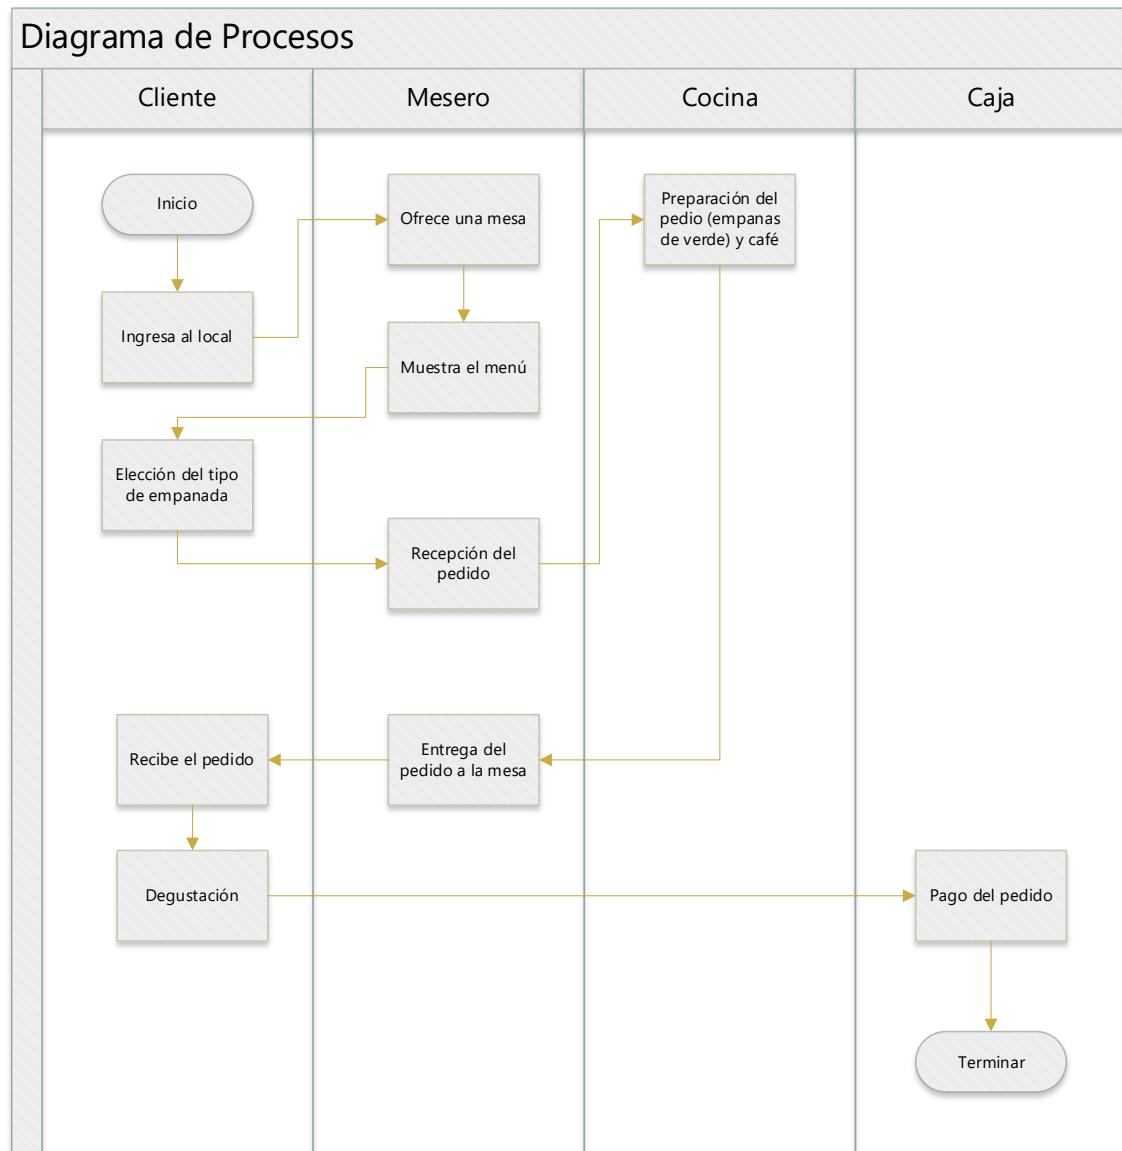 Diagrama de Procesos
Cliente
Mesero
Cocina
Caja
Inicio
Ofrece una mesa
Preparación del
pedio (empanas
de verde) y café
Ingresa al local
Muestra el menú
Elección del tipo
de empanada
Recepción del
pedido
Recibe el pedido
Entrega del
pedido a la mesa
Degustación
Pago del pedido
Terminar